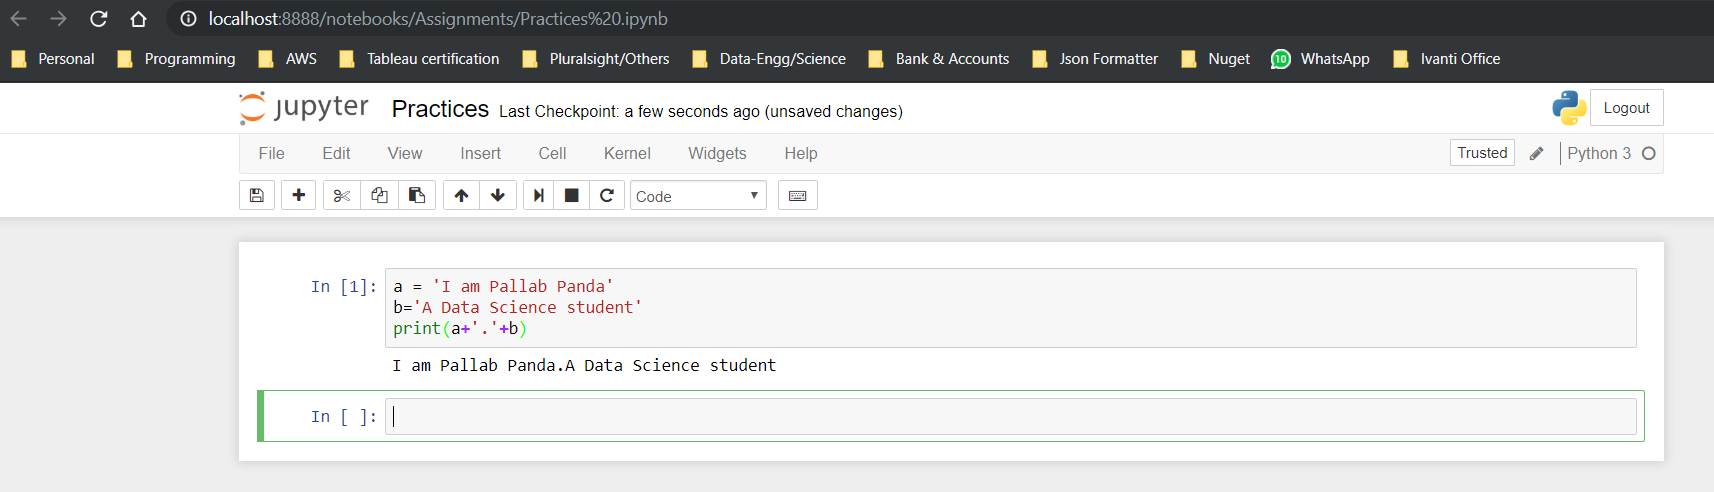 localhost:8888/notebooks/Assignments/Practices%20.ipynb
Personal Programming AWS Tableau certification Pluralsight/Others Data-Engg/Science Bank & Accounts Json Formatter Nuget 10 WhatsApp Ivanti Office
jupyter Practices Last Checkpoint: a few seconds ago (unsaved changes) Logout
File Edit View Insert Cell Kernel Widgets Help Trusted Python 3
Code
In [1]: a = 'I am Pallab Panda'
b='A Data Science student'
print(a+'.'+b)
I am Pallab Panda.A Data Science student
In [ ]: